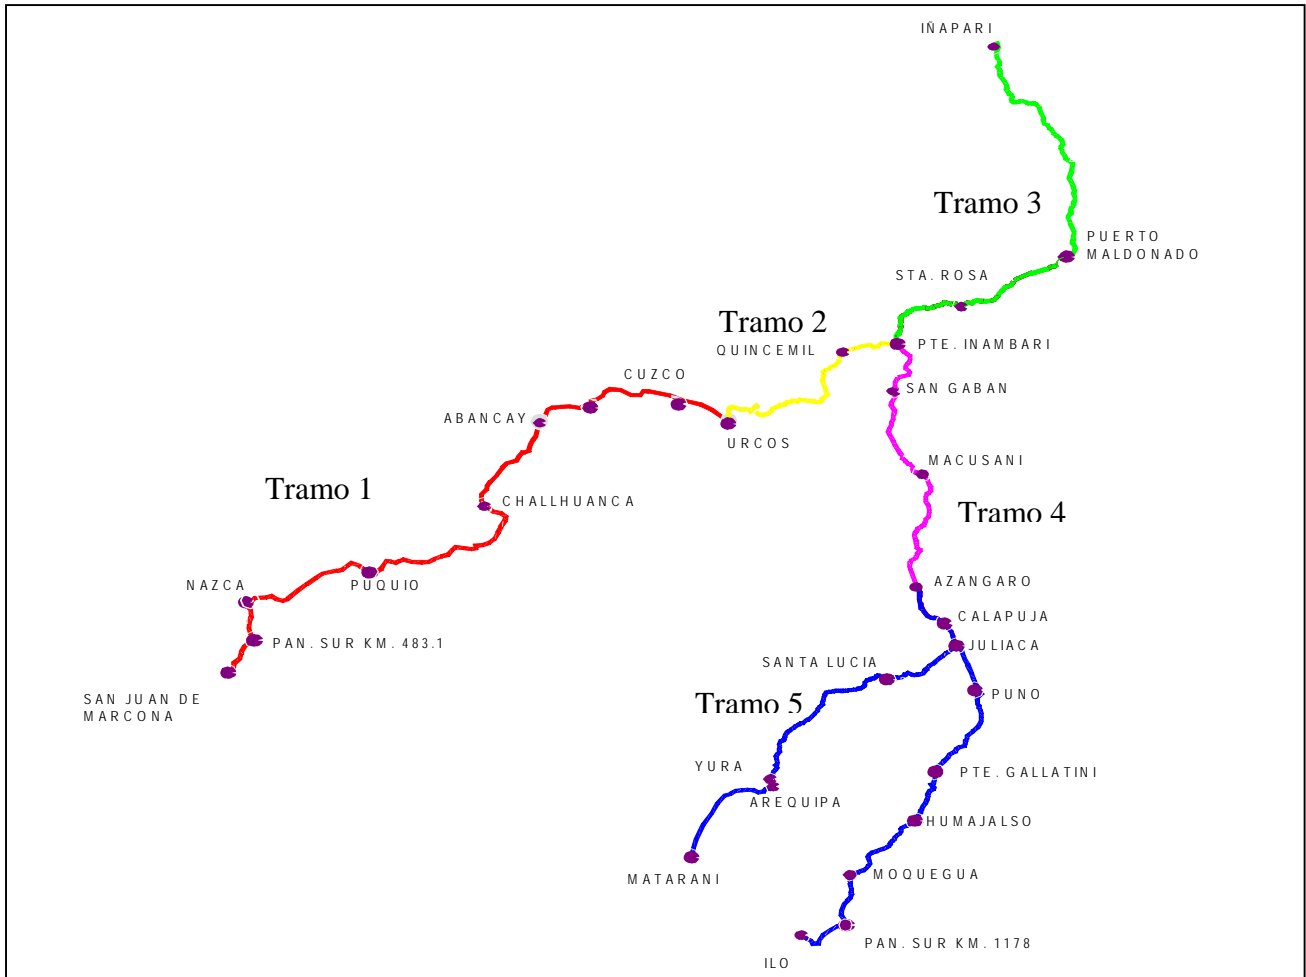 IÑAPARI
Tramo 3
PUERTO
MALDONADO
STA. ROSA
Tramo 2
QUINCEMIL
PTE. INAMBARI
CUZCO
SAN GABAN
ABANCAY
URCOS
MACUSANI
Tramo 1
CHALLHUANCA
Tramo 4
NAZCA
PUQUIO
AZANGARO
CALAPUJA
PAN. SUR KM. 483.1
JULIACA
SANTA LUCIA
SAN JUAN DE
MARCONA
Tramo 5
PUNO
YURA
PTE. GALLATINI
AREQUIPA
HUMAJALSO
MATARANI
MOQUEGUA
PAN. SUR KM. 1178
ILO